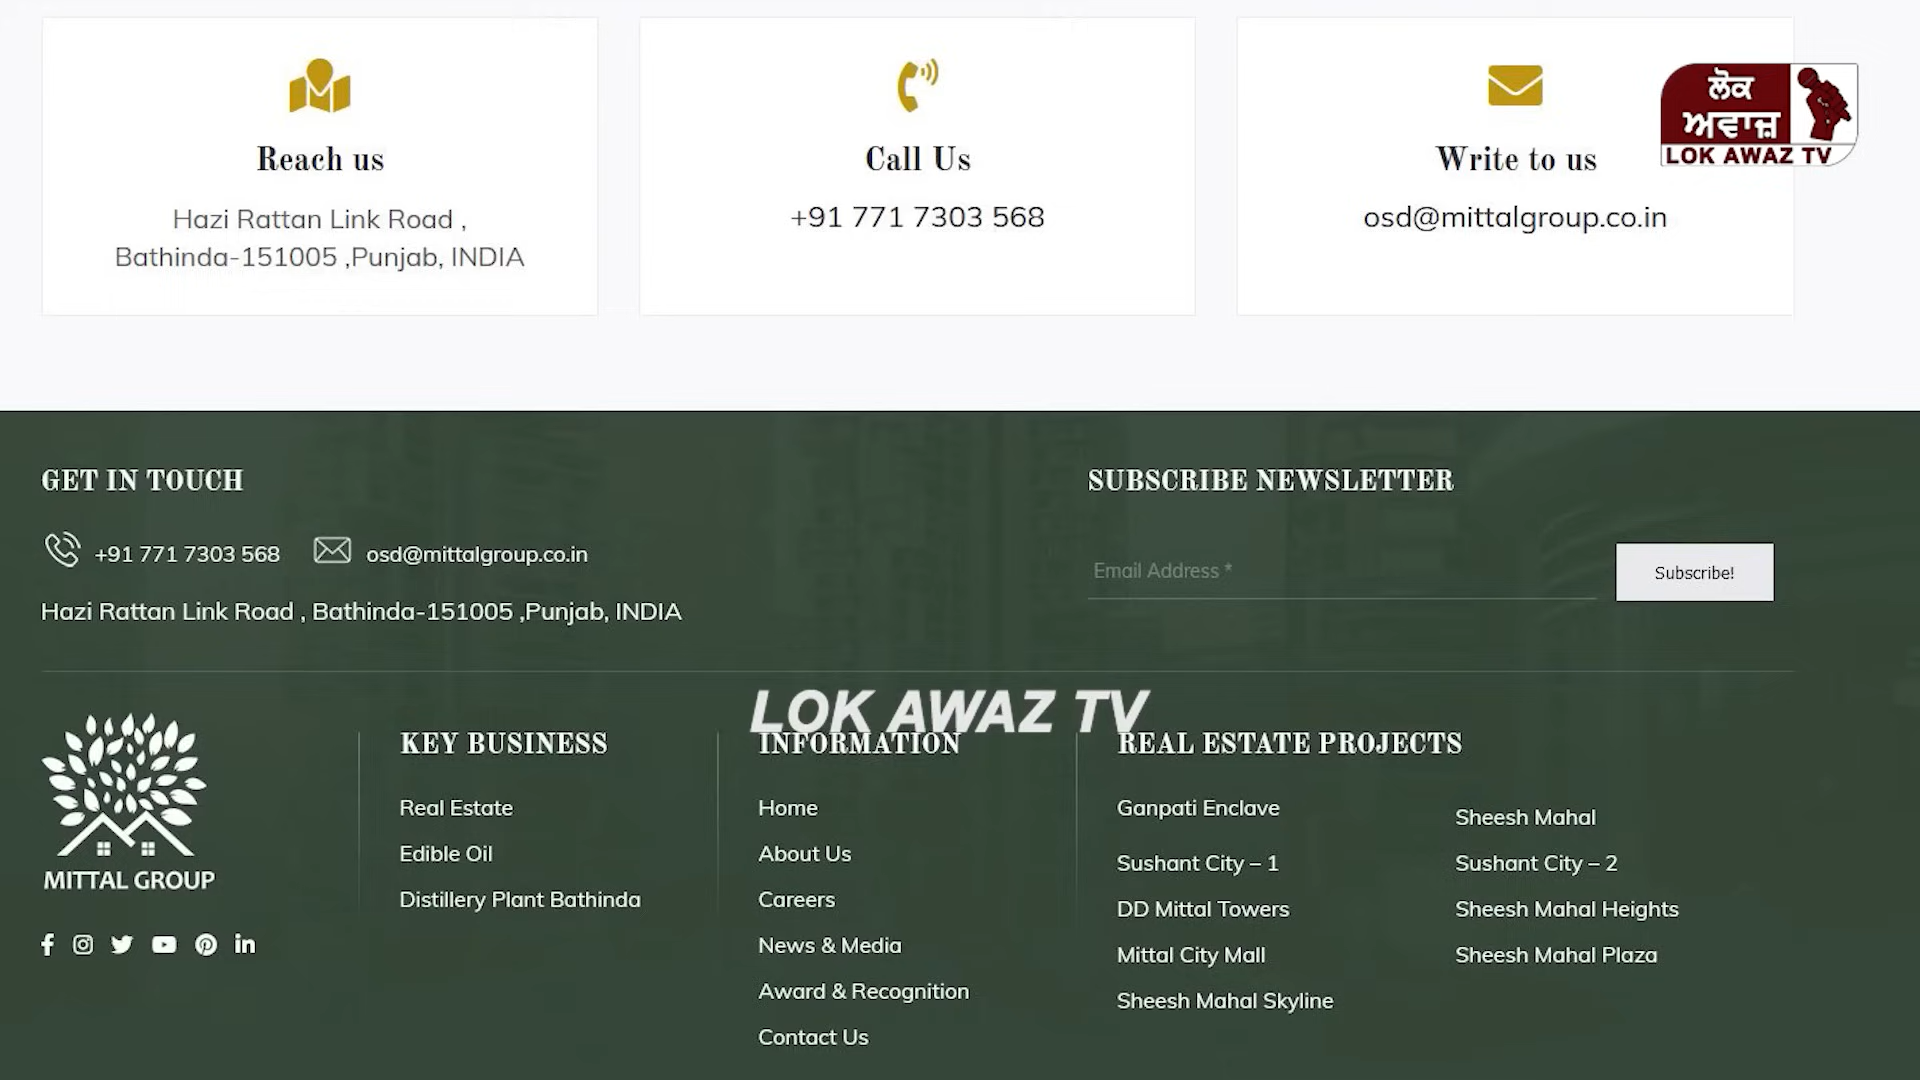 Reach us
Hazi Rattan Link Road ,
Bathinda-151005 ,Punjab, INDIA
Call Us
+91 771 7303 568
Write to us
osd@mittalgroup.co.in
ਲੋਕ
ਅਵਾਜ਼
LOK AWAZ TV
GET IN TOUCH
+91 771 7303 568
osd@mittalgroup.co.in
Hazi Rattan Link Road , Bathinda-151005 ,Punjab, INDIA
SUBSCRIBE NEWSLETTER
Email Address *
Subscribe!
LOK AWAZ TV
MITTAL GROUP
KEY BUSINESS
Real Estate
Edible Oil
Distillery Plant Bathinda
INFORMATION
Home
About Us
Careers
News & Media
Award & Recognition
Contact Us
REAL ESTATE PROJECTS
Ganpati Enclave
Sushant City – 1
DD Mittal Towers
Mittal City Mall
Sheesh Mahal Skyline
Sheesh Mahal
Sushant City – 2
Sheesh Mahal Heights
Sheesh Mahal Plaza